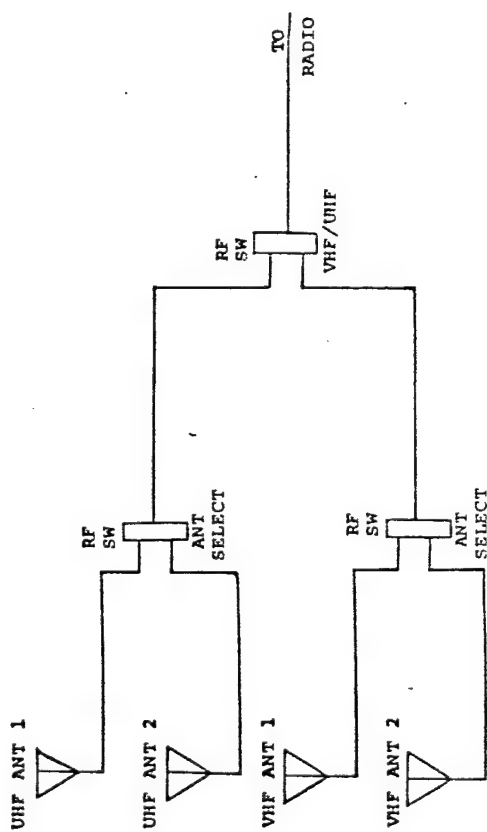 UHF ANT 1
UHF ANT 2
VHF ANT 1
VHF ANT 2
RF
SW
ANT
SELECT
RF
SW
ANT
SELECT
RF
SW
VHF/UHF
TO
RADIO